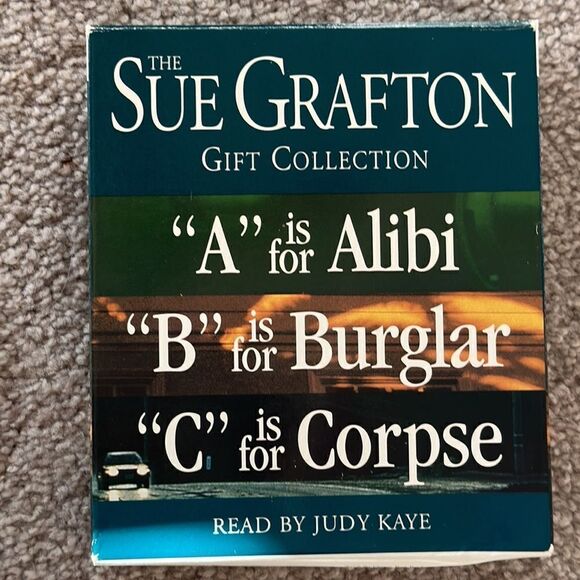 THE
SUE GRAFTON
GIFT COLLECTION
“A” is for Alibi
“B” is for Burglar
“C” is for Corpse
READ BY JUDY KAYE